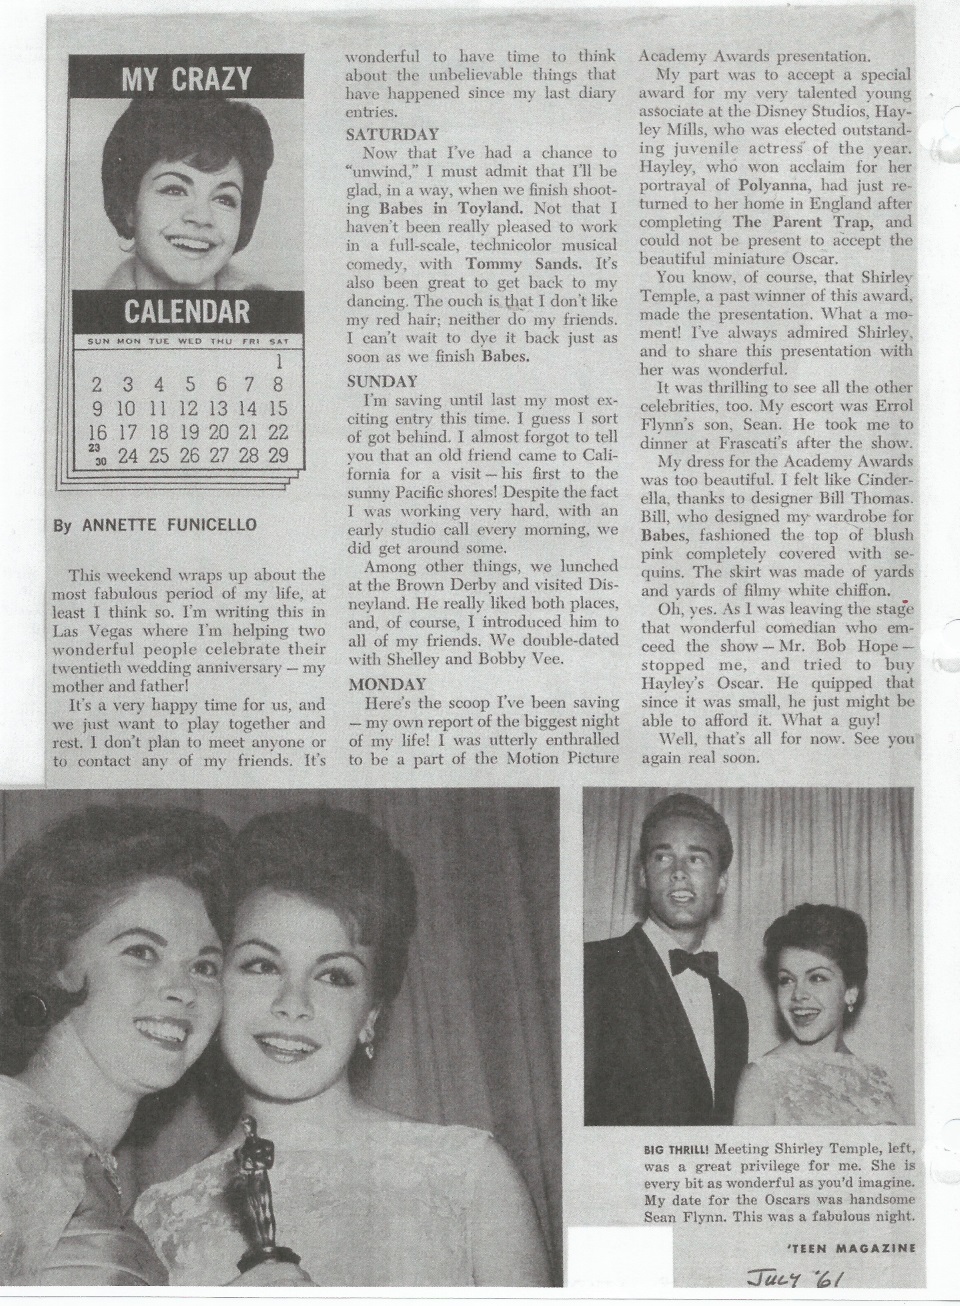 MY CRAZY
CALENDAR
SUN MON TUE WED THU FRI SAT
1
2 3 4 5 6 7 8
9 10 11 12 13 14 15
16 17 18 19 20 21 22
23
30 24 25 26 27 28 29
By ANNETTE FUNICELLO
This weekend wraps up about the
most fabulous period of my life, at
least I think so. I'm writing this in
Las Vegas where I'm helping two
wonderful people celebrate their
twentieth wedding anniversary — my
mother and father!
It's a very happy time for us, and
we just want to play together and
rest. I don't plan to meet anyone or
to contact any of my friends. It's
wonderful to have time to think
about the unbelievable things that
have happened since my last diary
entries.
SATURDAY
Now that I've had a chance to
"unwind," I must admit that I'll be
glad, in a way, when we finish shoot-
ing Babes in Toyland. Not that I
haven't been really pleased to work
in a full-scale, technicolor musical
comedy, with Tommy Sands. It's
also been great to get back to my
dancing. The ouch is that I don't like
my red hair; neither do my friends.
I can't wait to dye it back just as
soon as we finish Babes.
SUNDAY
I'm saving until last my most ex-
citing entry this time. I guess I sort
of got behind. I almost forgot to tell
you that an old friend came to Cali-
fornia for a visit — his first to the
sunny Pacific shores! Despite the fact
I was working very hard, with an
early studio call every morning, we
did get around some.
Among other things, we lunched
at the Brown Derby and visited Dis-
neyland. He really liked both places,
and, of course, I introduced him to
all of my friends. We double-dated
with Shelley and Bobby Vee.
MONDAY
Here's the scoop I've been saving
— my own report of the biggest night
of my life! I was utterly enthralled
to be a part of the Motion Picture
Academy Awards presentation.
My part was to accept a special
award for my very talented young
associate at the Disney Studios, Hay-
ley Mills, who was elected outstand-
ing juvenile actress of the year.
Hayley, who won acclaim for her
portrayal of Polyanna, had just re-
turned to her home in England after
completing The Parent Trap, and
could not be present to accept the
beautiful miniature Oscar.
You know, of course, that Shirley
Temple, a past winner of this award,
made the presentation. What a mo-
ment! I've always admired Shirley,
and to share this presentation with
her was wonderful.
It was thrilling to see all the other
celebrities, too. My escort was Errol
Flynn's son, Sean. He took me to
dinner at Frascati's after the show.
My dress for the Academy Awards
was too beautiful. I felt like Cinder-
ella, thanks to designer Bill Thomas.
Bill, who designed my wardrobe for
Babes, fashioned the top of blush
pink completely covered with se-
quins. The skirt was made of yards
and yards of filmy white chiffon.
Oh, yes. As I was leaving the stage
that wonderful comedian who em-
ceed the show — Mr. Bob Hope —
stopped me, and tried to buy
Hayley's Oscar. He quipped that
since it was small, he just might be
able to afford it. What a guy!
Well, that's all for now. See you
again real soon.
BIG THRILL! Meeting Shirley Temple, left,
was a great privilege for me. She is
every bit as wonderful as you'd imagine.
My date for the Oscars was handsome
Sean Flynn. This was a fabulous night.
'TEEN MAGAZINE
July '61